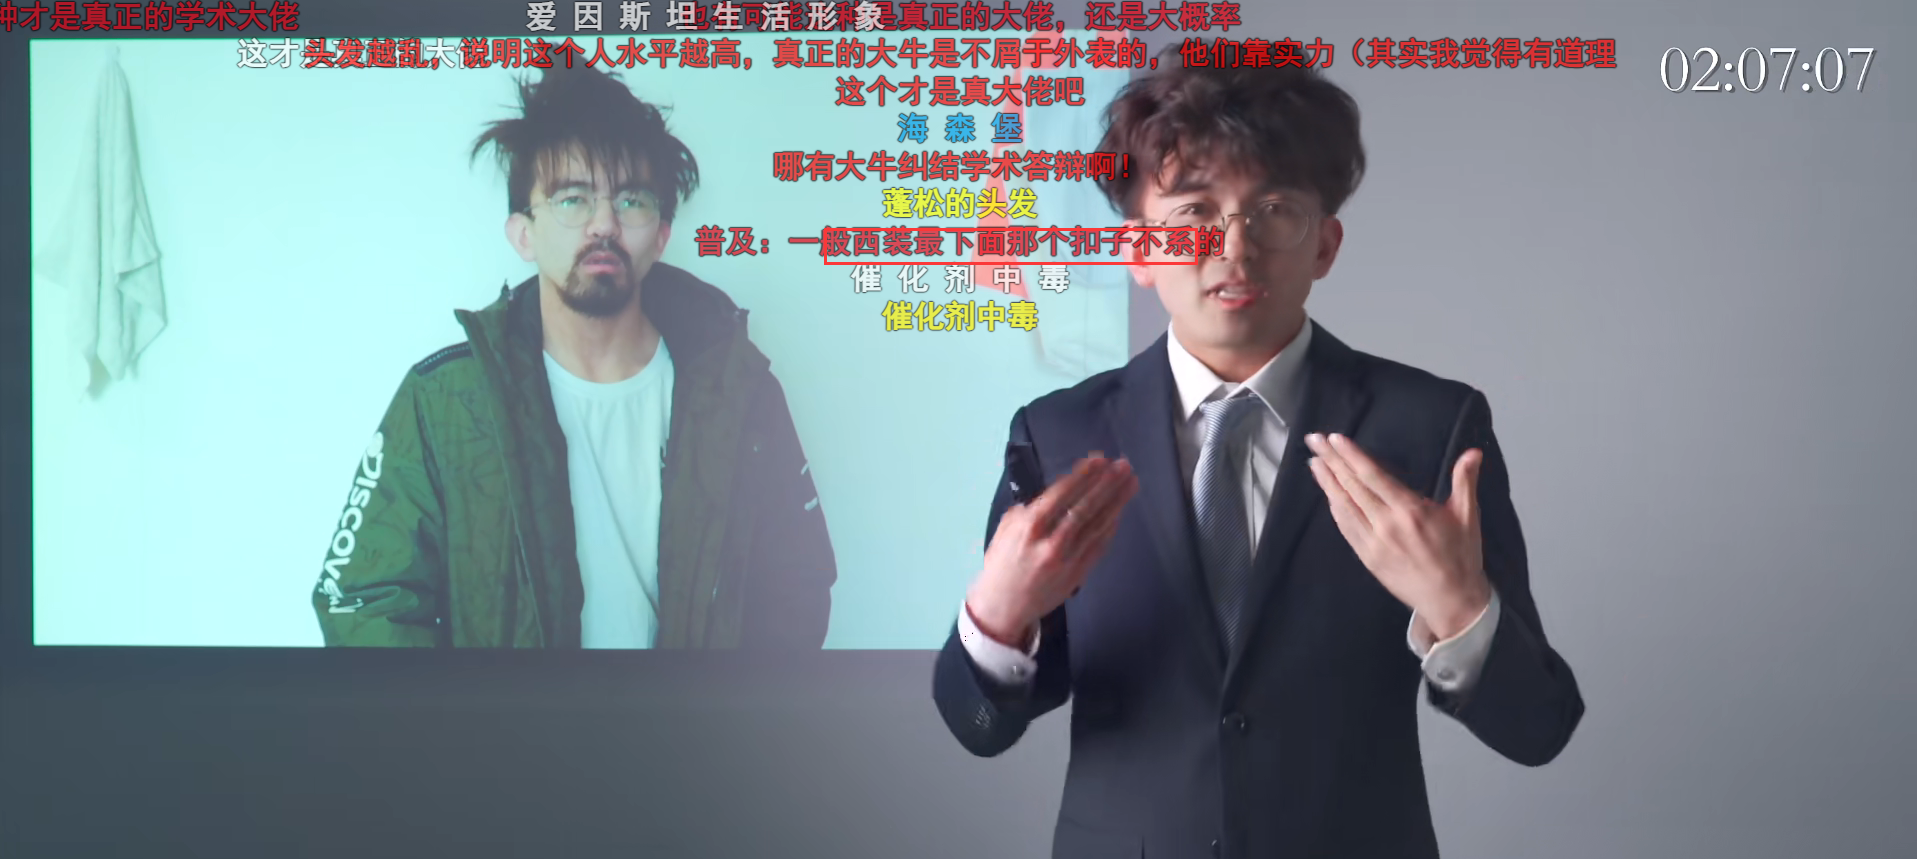 种才是真正的学术大佬
爱因斯坦生活形象
是真正的大佬，还是大概率
这才是
头发越乱，说明这个人水平越高，真正的大牛是不屑于外表的，他们靠实力（其实我觉得有道理
02:07:07
这个才是真大佬吧
海森堡
哪有大牛纠结学术答辩啊！
蓬松的头发
普及：一般西装最下面那个扣子不系的
催化剂中毒
催化剂中毒